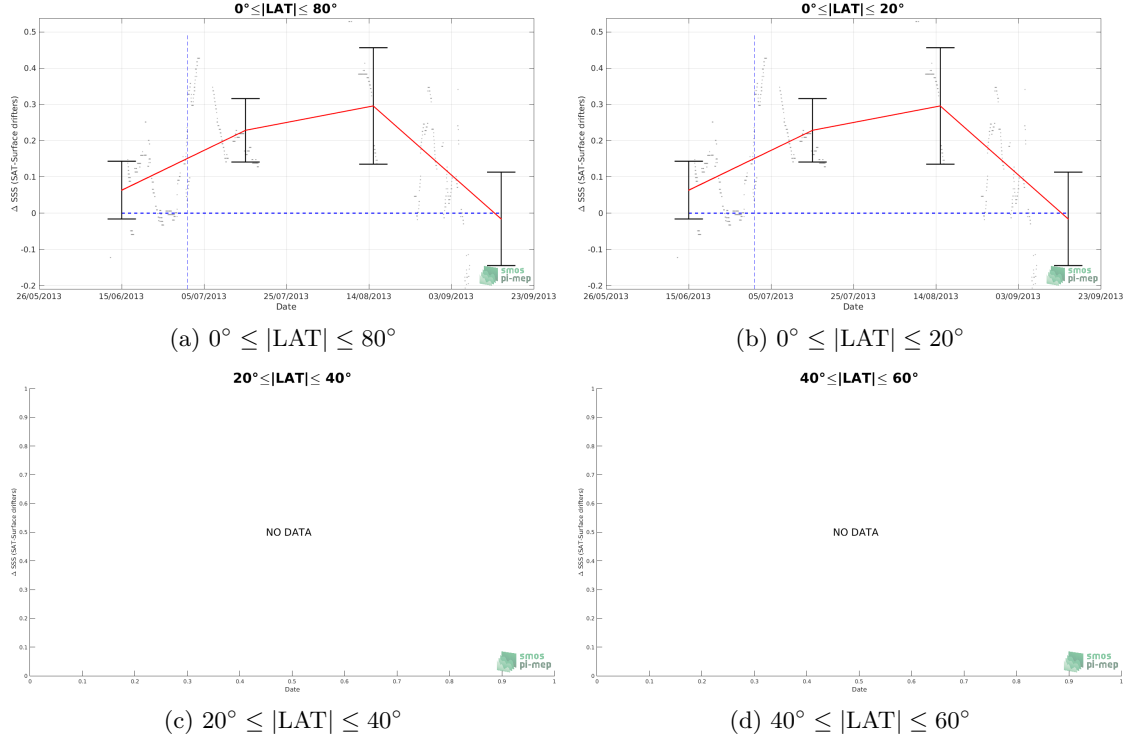 0°≤|LAT|≤ 80°
0.5
0.4
0.3
0.2
0.1
0
-0.1
-0.2
Δ SSS (SAT-Surface drifters)
26/05/2013 15/06/2013 05/07/2013 25/07/2013 14/08/2013 03/09/2013 23/09/2013
Date
smos
pi-mep
(a) 0° ≤ |LAT| ≤ 80°
0°≤|LAT|≤ 20°
0.5
0.4
0.3
0.2
0.1
0
-0.1
-0.2
Δ SSS (SAT-Surface drifters)
26/05/2013 15/06/2013 05/07/2013 25/07/2013 14/08/2013 03/09/2013 23/09/2013
Date
smos
pi-mep
(b) 0° ≤ |LAT| ≤ 20°
20°≤|LAT|≤ 40°
1
0.9
0.8
0.7
0.6
0.5
0.4
0.3
0.2
0.1
0
Δ SSS (SAT-Surface drifters)
NO DATA
0 0.1 0.2 0.3 0.4 0.5 0.6 0.7 0.8 0.9 1
Date
smos
pi-mep
(c) 20° ≤ |LAT| ≤ 40°
40°≤|LAT|≤ 60°
1
0.9
0.8
0.7
0.6
0.5
0.4
0.3
0.2
0.1
0
Δ SSS (SAT-Surface drifters)
NO DATA
0 0.1 0.2 0.3 0.4 0.5 0.6 0.7 0.8 0.9 1
Date
smos
pi-mep
(d) 40° ≤ |LAT| ≤ 60°